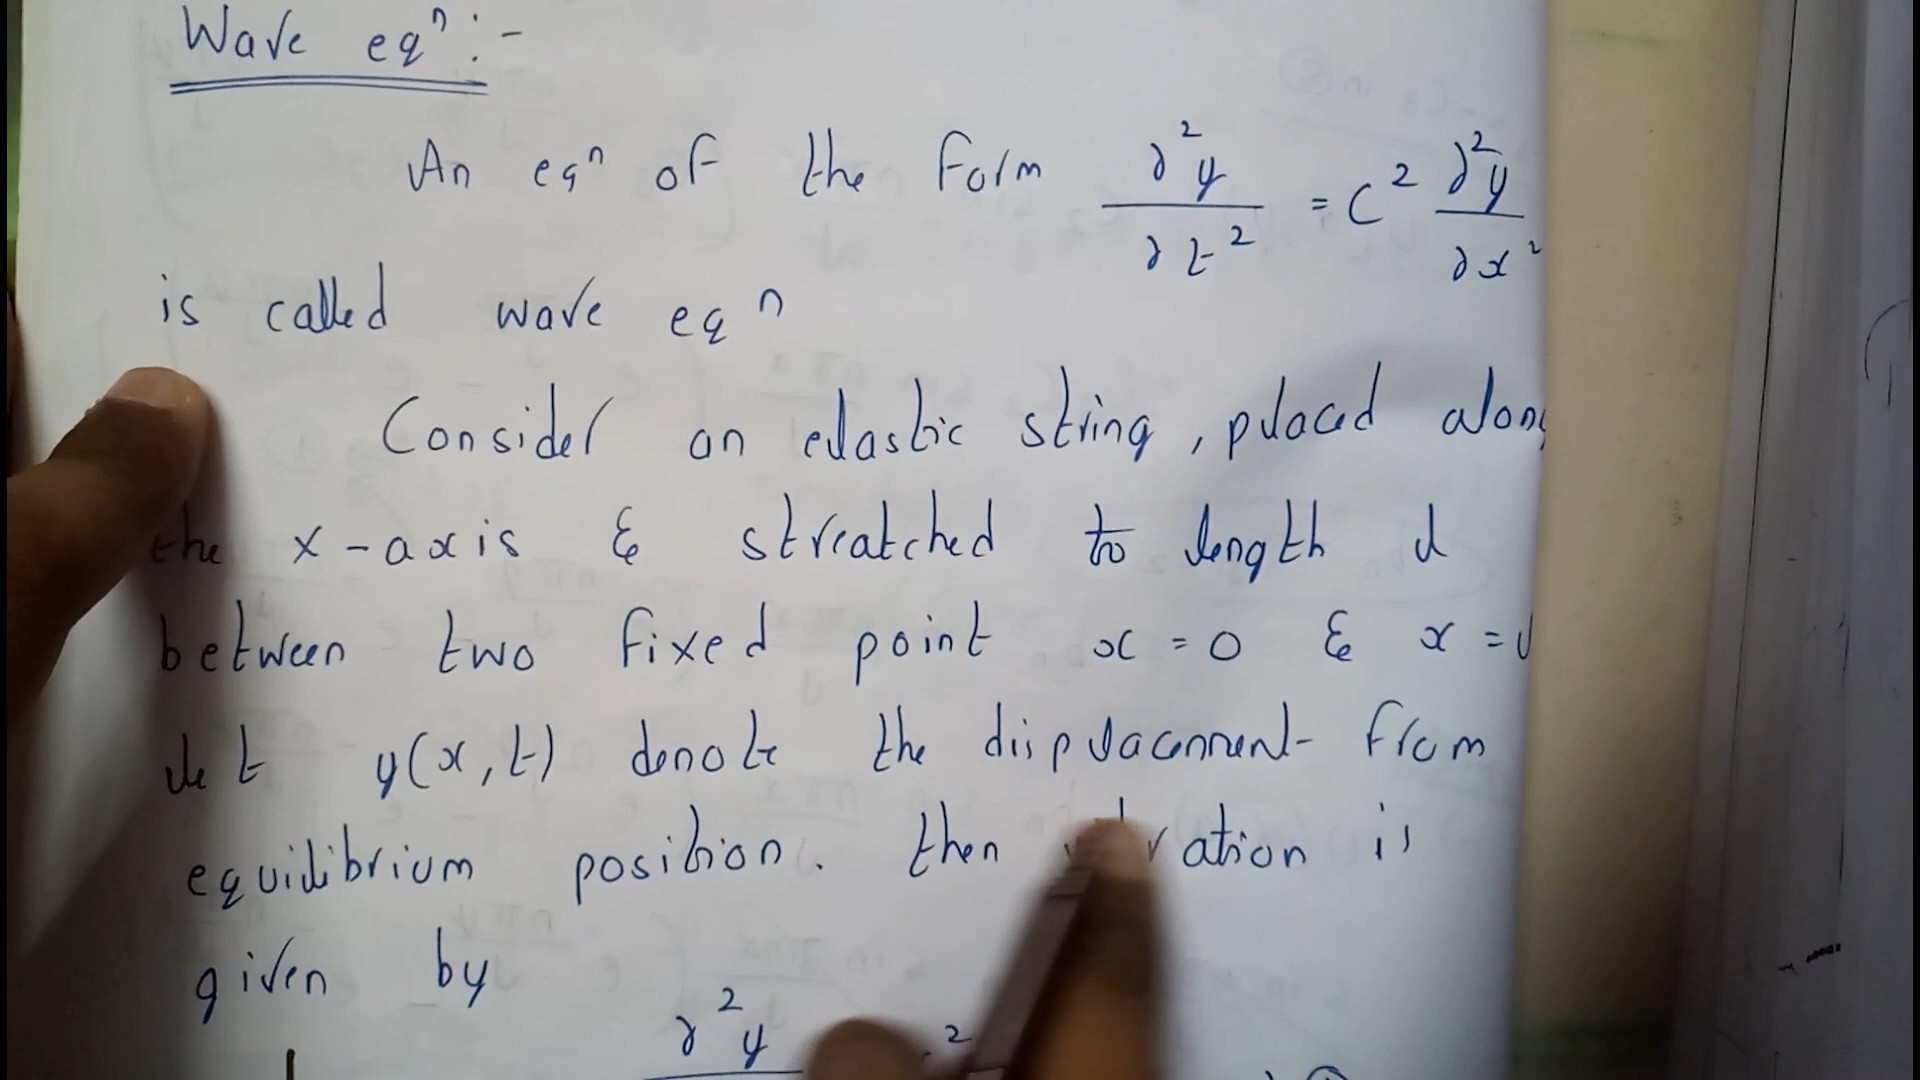 Wave eqⁿ :-
An eqⁿ of the form ∂²y/∂t² = c² ∂²y/∂x²
is called wave eqⁿ
Consider an elastic string, placed along
the x-axis & streatched to length l
between two fixed point x = 0 & x = l
let y(x,t) denote the displacement from
equilibrium position. then is
given by
∂²y